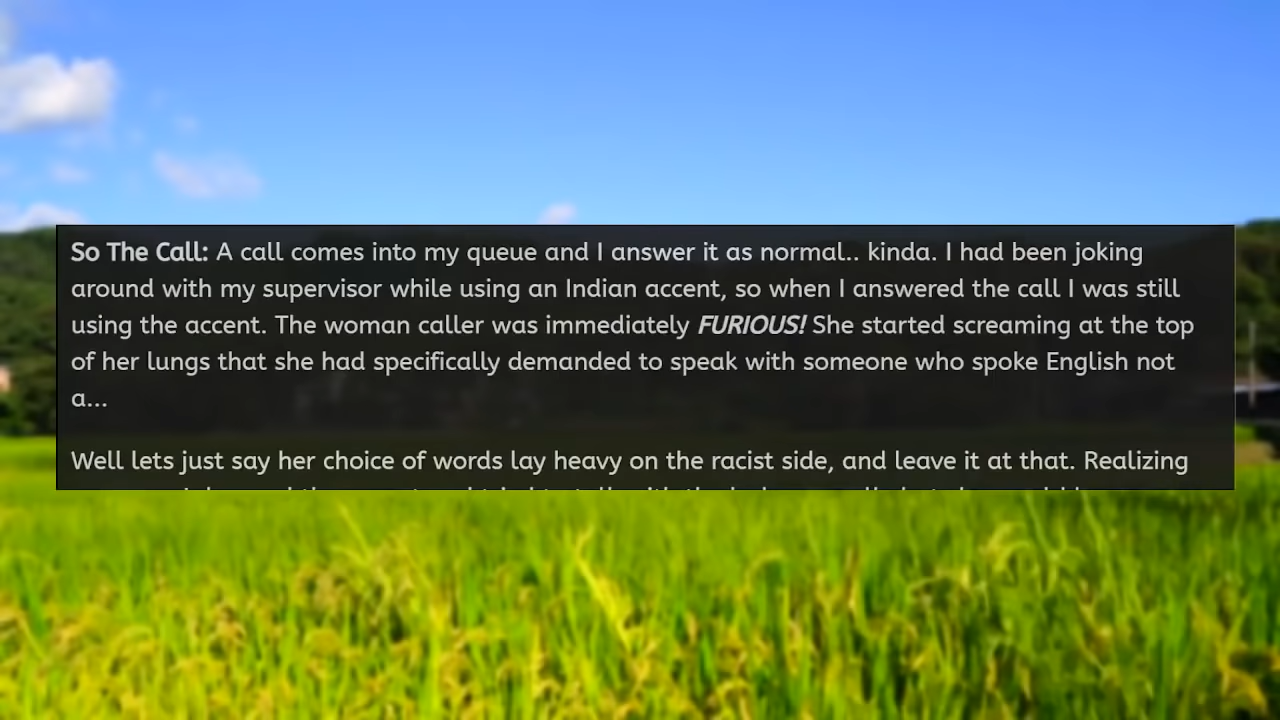 So The Call: A call comes into my queue and I answer it as normal.. kinda. I had been joking
around with my supervisor while using an Indian accent, so when I answered the call I was still
using the accent. The woman caller was immediately FURIOUS! She started screaming at the top
of her lungs that she had specifically demanded to speak with someone who spoke English not
a...
Well lets just say her choice of words lay heavy on the racist side, and leave it at that. Realizing